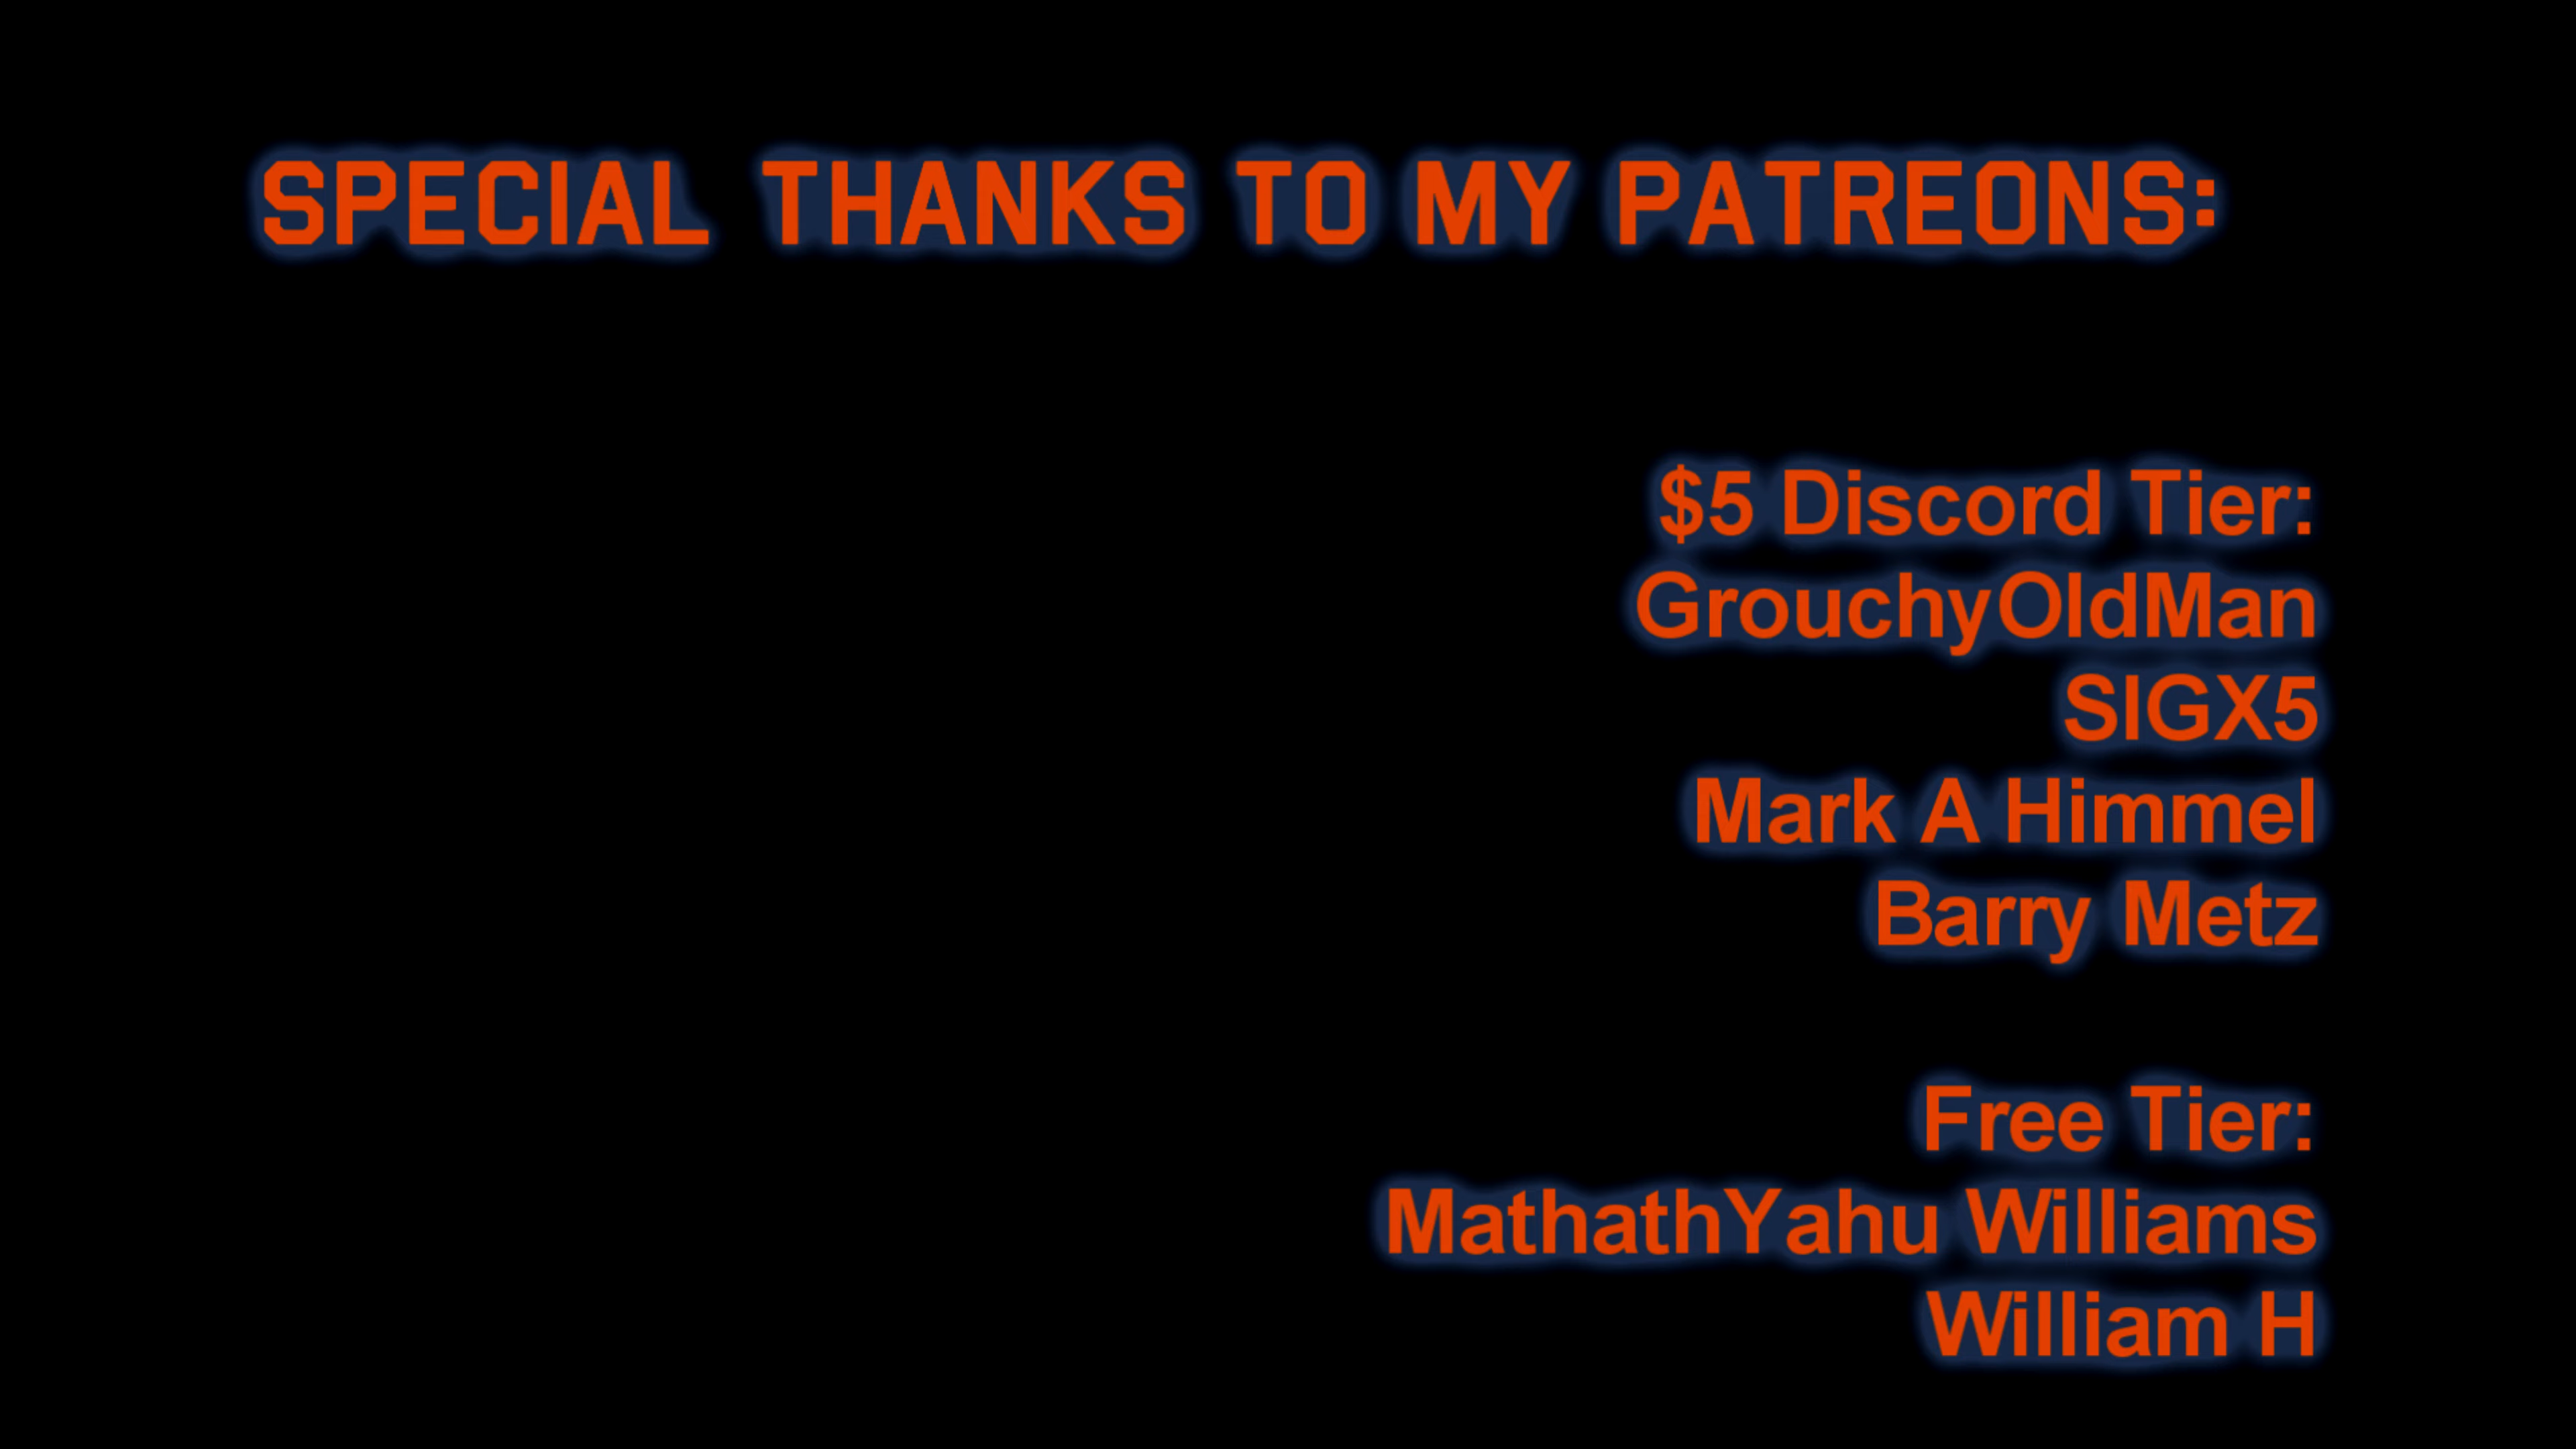 SPECIAL THANKS TO MY PATREONS:
$5 Discord Tier:
GrouchyOldMan
SIGX5
Mark A Himmel
Barry Metz
Free Tier:
MathathYahu Williams
William H